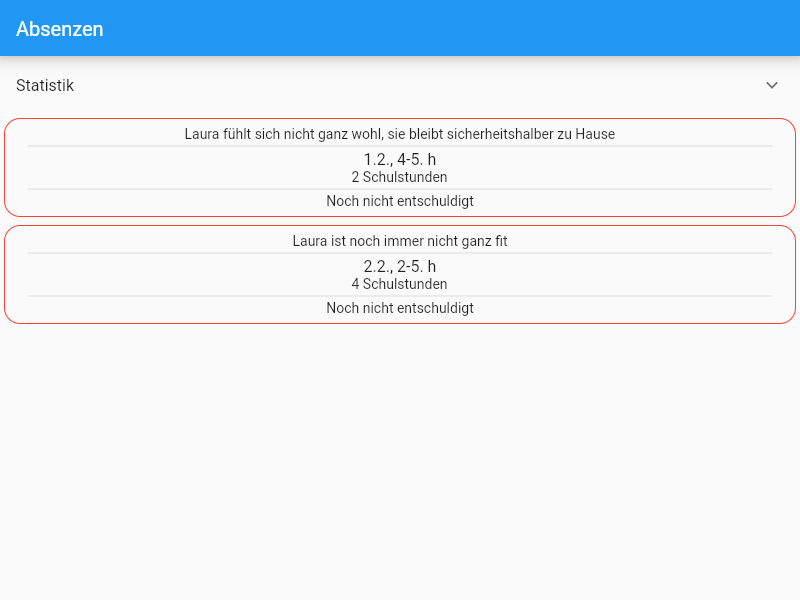 Absenzen
Statistik
Laura fühlt sich nicht ganz wohl, sie bleibt sicherheitshalber zu Hause
1.2., 4-5. h
2 Schulstunden
Noch nicht entschuldigt
Laura ist noch immer nicht ganz fit
2.2., 2-5. h
4 Schulstunden
Noch nicht entschuldigt